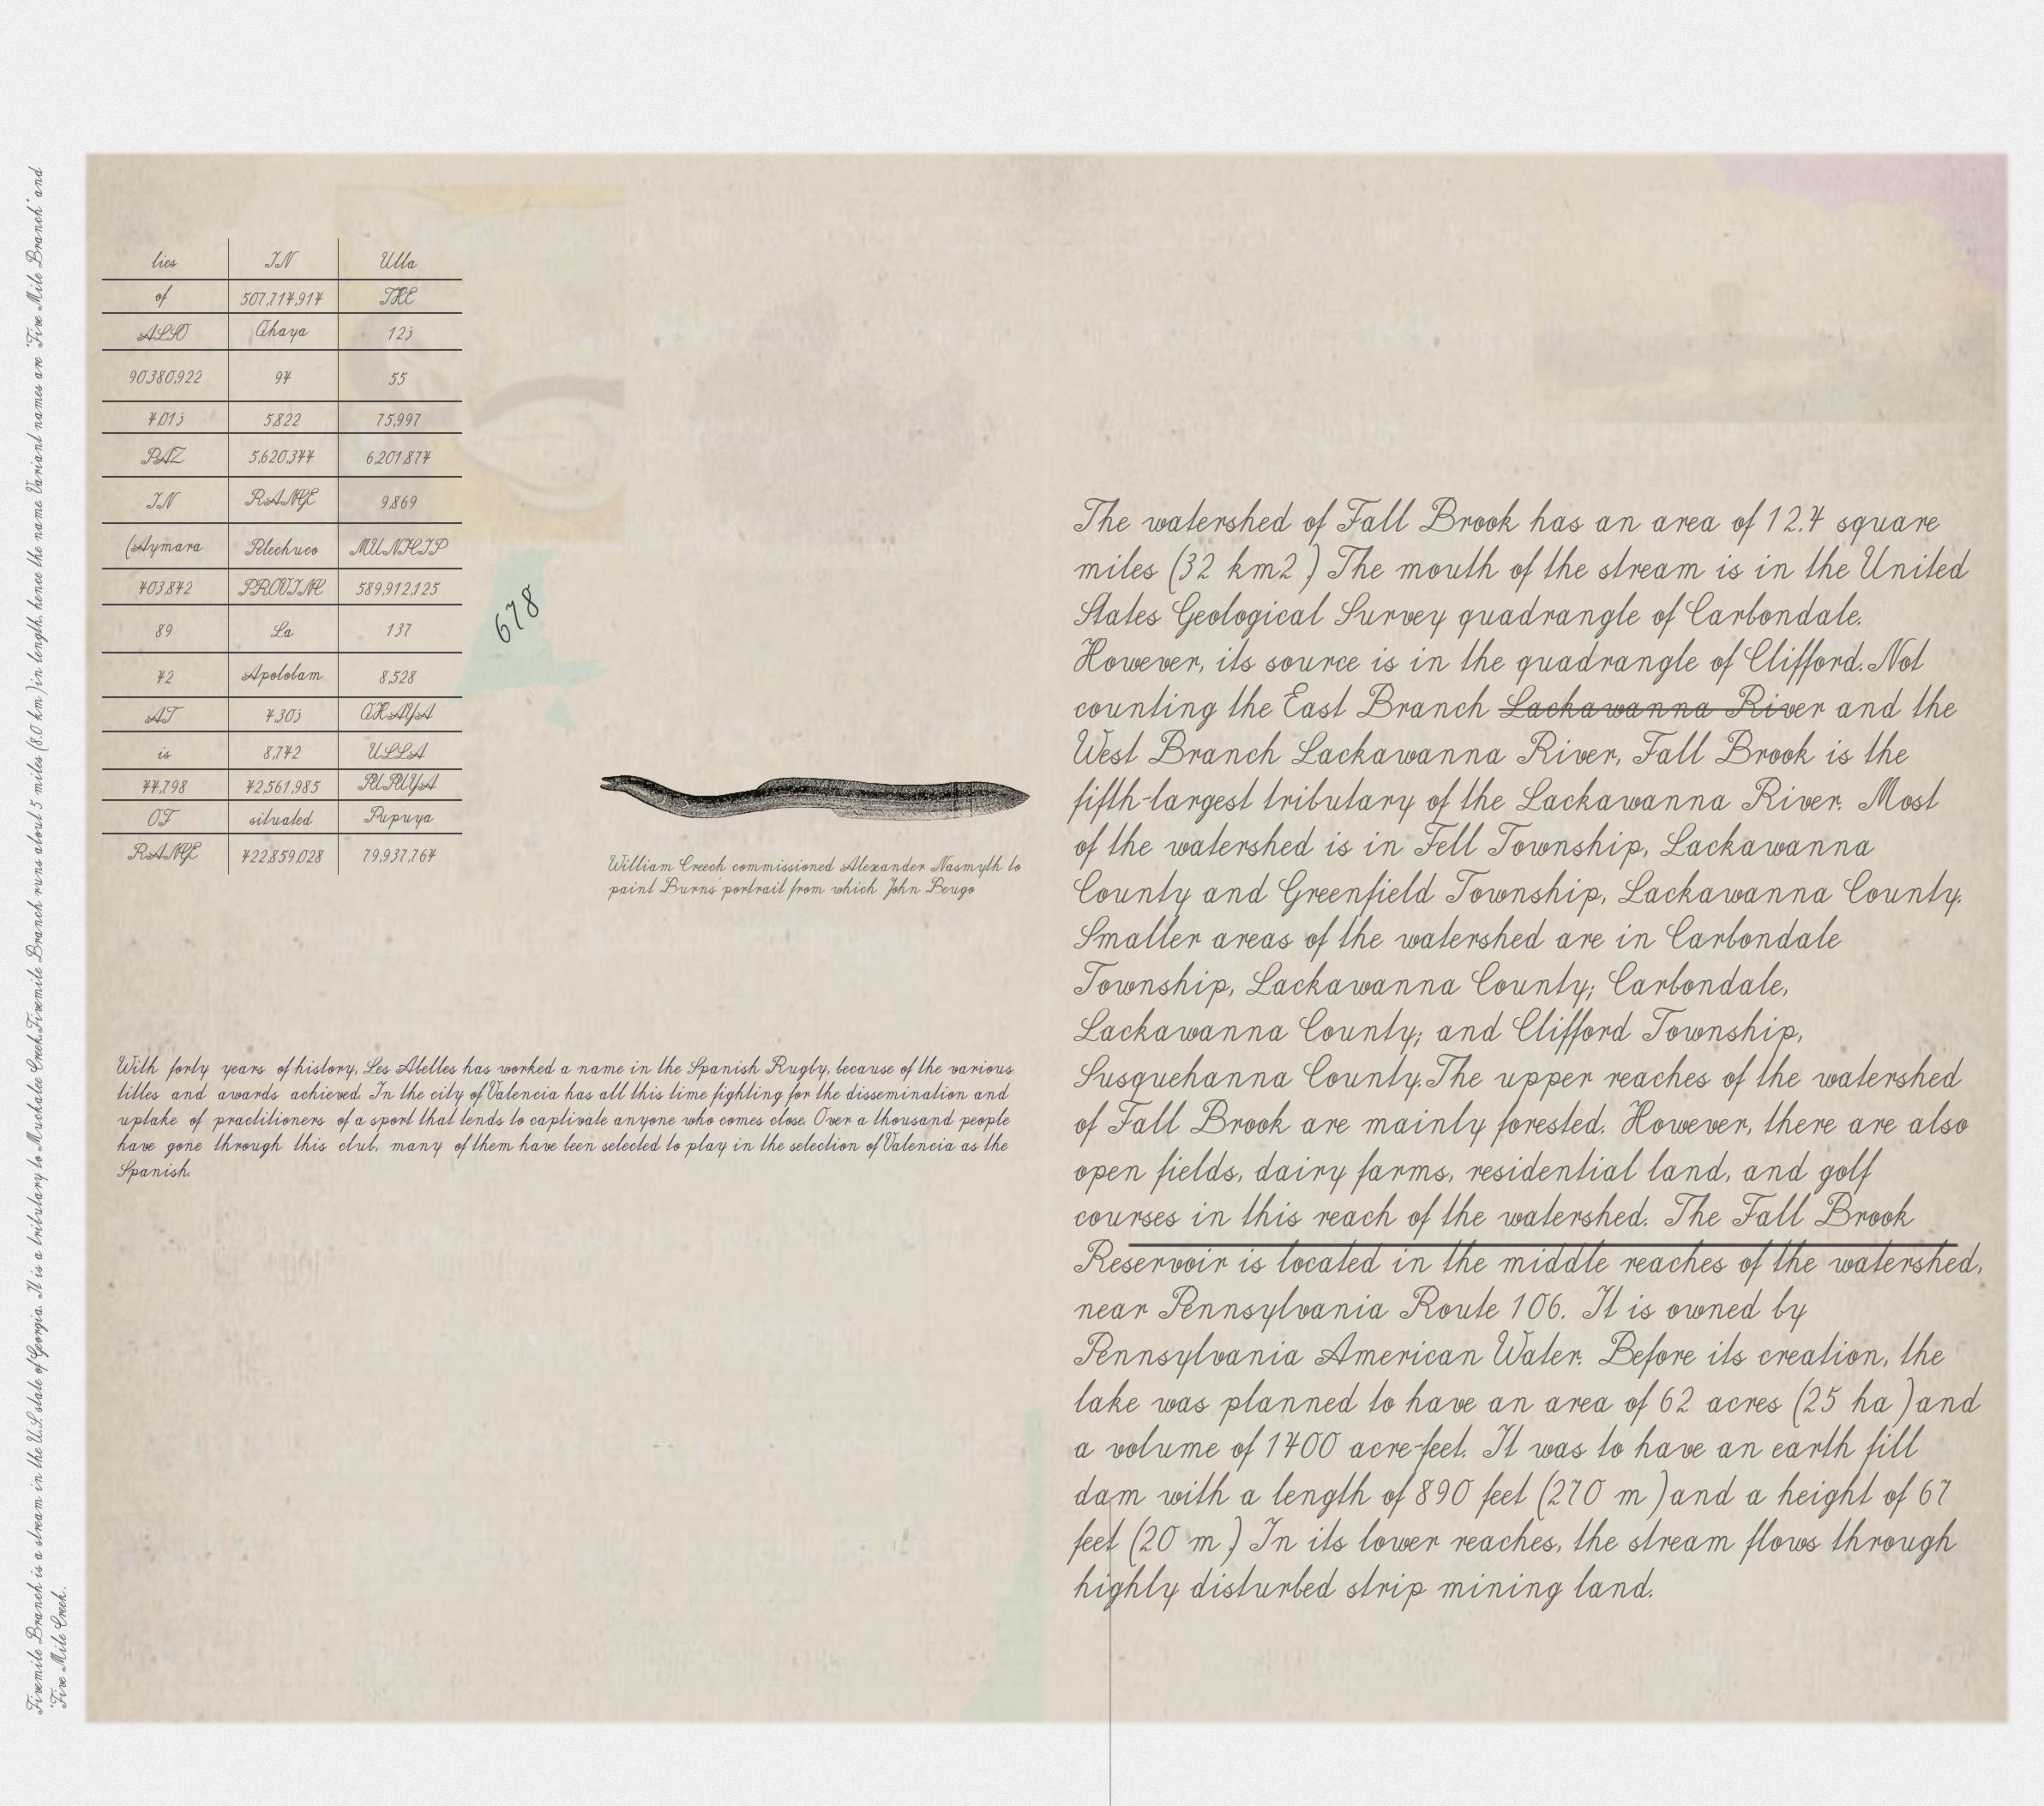 Fivemile Branch is a stream in the U.S. state of Georgia. It is a tributary to Muckalee Creek.Fivemile Branch runs about 5 miles (8.0 km ) in length, hence the name. Variant names are "Five Mile Branch" and
"Five Mile Creek".
lies IN Ulla
of 507,714,914 THE
ALSO Qhaya 123
90,380,922 94 55
4,013 5,822 75,997
PAZ 5,620,344 6,201,874
IN RANGE 9,869
(Aymara Pelechuco
403,842 589,912,125
89 La 137
42 Apolobam 8,528
AT 4,303 QHAYA
is 8,742 ULLA
44,798 42,561,985 PUPUYA
OF situated Pupuya
RANGE 422,859,028 79,937,764
678
William Creech commissioned Alexander Nasmyth to
paint Burns' portrait from which John Beugo
With forty years of history, Les Abelles has worked a name in the Spanish Rugby, because of the various
titles and awards achieved. In the city of Valencia has all this time fighting for the dissemination and
uptake of practitioners of a sport that tends to captivate anyone who comes close. Over a thousand people
have gone through this club, many of them have been selected to play in the selection of Valencia as the
Spanish.
The watershed of Fall Brook has an area of 12.4 square
miles (32 km2 ) The mouth of the stream is in the United
States Geological Survey quadrangle of Carbondale.
However, its source is in the quadrangle of Clifford. Not
counting the East Branch Lackawanna River and the
West Branch Lackawanna River, Fall Brook is the
fifth-largest tributary of the Lackawanna River. Most
of the watershed is in Fell Township, Lackawanna
County and Greenfield Township, Lackawanna County.
Smaller areas of the watershed are in Carbondale
Township, Lackawanna County; Carbondale,
Lackawanna County; and Clifford Township,
Susquehanna County.The upper reaches of the watershed
of Fall Brook are mainly forested. However, there are also
open fields, dairy farms, residential land, and golf
courses in this reach of the watershed. The Fall Brook
Reservoir is located in the middle reaches of the watershed,
near Pennsylvania Route 106. It is owned by
Pennsylvania American Water. Before its creation, the
lake was planned to have an area of 62 acres (25 ha ) and
a volume of 1400 acre-feet. It was to have an earth fill
dam with a length of 890 feet (270 m ) and a height of 67
feet (20 m ) In its lower reaches, the stream flows through
highly disturbed strip mining land.